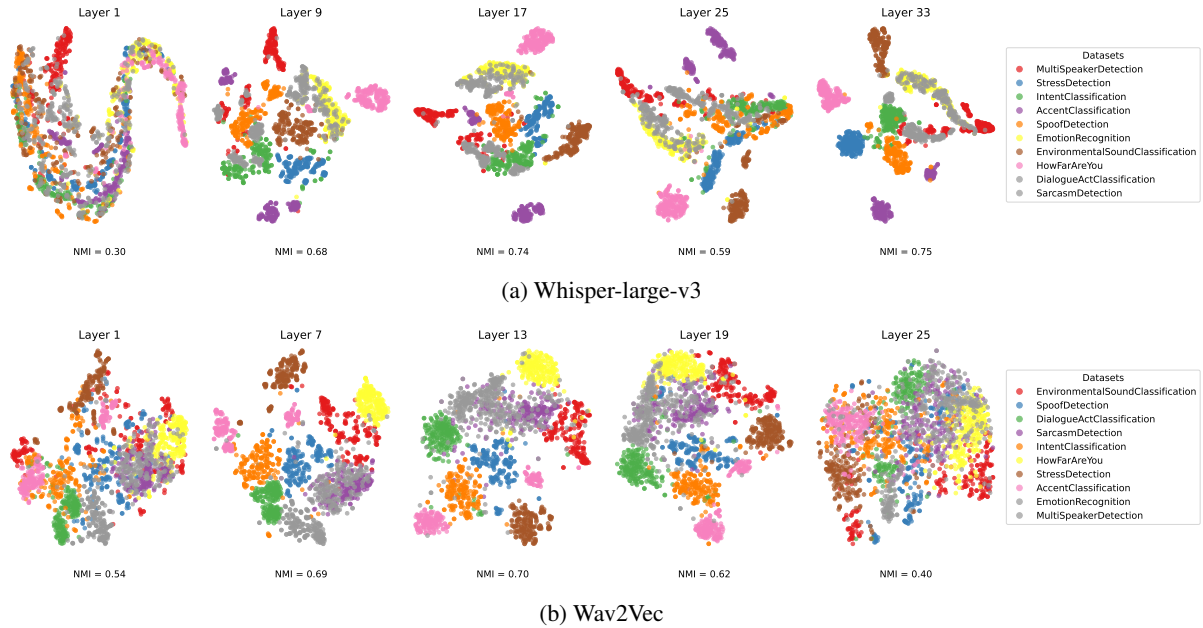 Layer 1
Layer 9
Layer 17
Layer 25
Layer 33
Datasets
MultiSpeakerDetection
StressDetection
IntentClassification
AccentClassification
SpoofDetection
EmotionRecognition
EnvironmentalSoundClassification
HowFarAreYou
DialogueActClassification
SarcasmDetection
NMI = 0.30
NMI = 0.68
NMI = 0.74
NMI = 0.59
NMI = 0.75
(a) Whisper-large-v3
Layer 1
Layer 7
Layer 13
Layer 19
Layer 25
Datasets
EnvironmentalSoundClassification
SpoofDetection
DialogueActClassification
SarcasmDetection
IntentClassification
HowFarAreYou
StressDetection
AccentClassification
EmotionRecognition
MultiSpeakerDetection
NMI = 0.54
NMI = 0.69
NMI = 0.70
NMI = 0.62
NMI = 0.40
(b) Wav2Vec